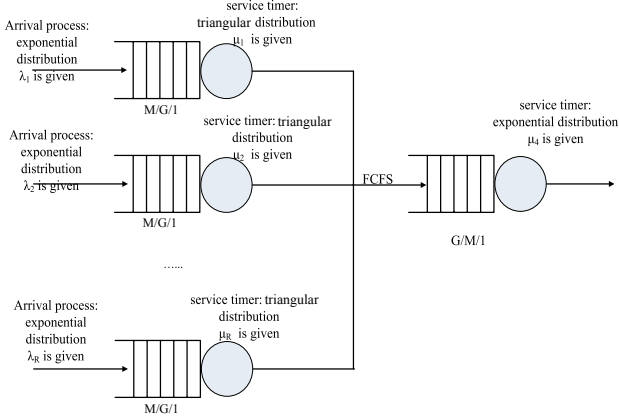 Arrival process:
exponential
distribution
λ1 is given
service timer:
triangular distribution
μ1 is given
M/G/1
Arrival process:
exponential
distribution
λ2 is given
service timer: triangular
distribution
μ2 is given
M/G/1
FCFS
service timer:
exponential distribution
μ4 is given
G/M/1
......
Arrival process:
exponential
distribution
λR is given
service timer: triangular
distribution
μR is given
M/G/1